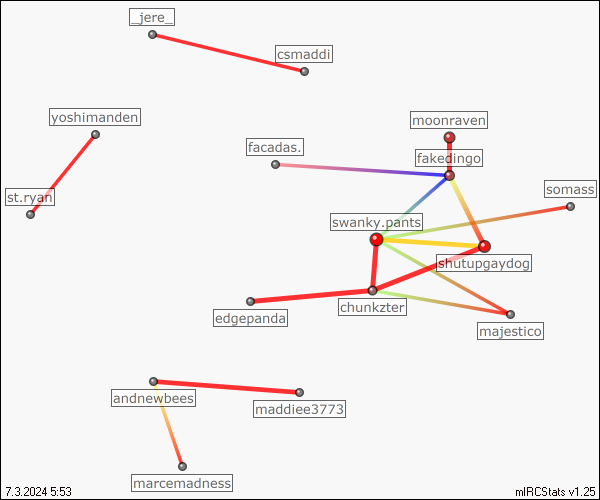 _jere_
csmaddi
yoshimanden
moonraven
facadas.
fakedingo
st.ryan
somass
swanky.pants
shutupgaydog
chunkzter
edgepanda
majestico
andnewbees
maddiee3773
marcemadness
7.3.2024 5:53
mIRCStats v1.25